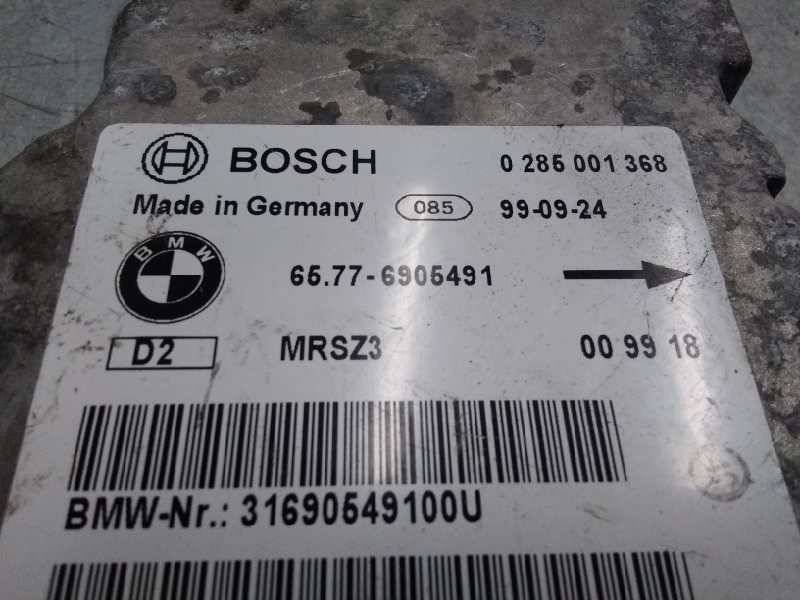 BOSCH 0 285 001 368
Made in Germany 085 99-09-24
BMW 65.77-6905491
D2 MRSZ3 00 99 18
BMW-Nr.: 31690549100U